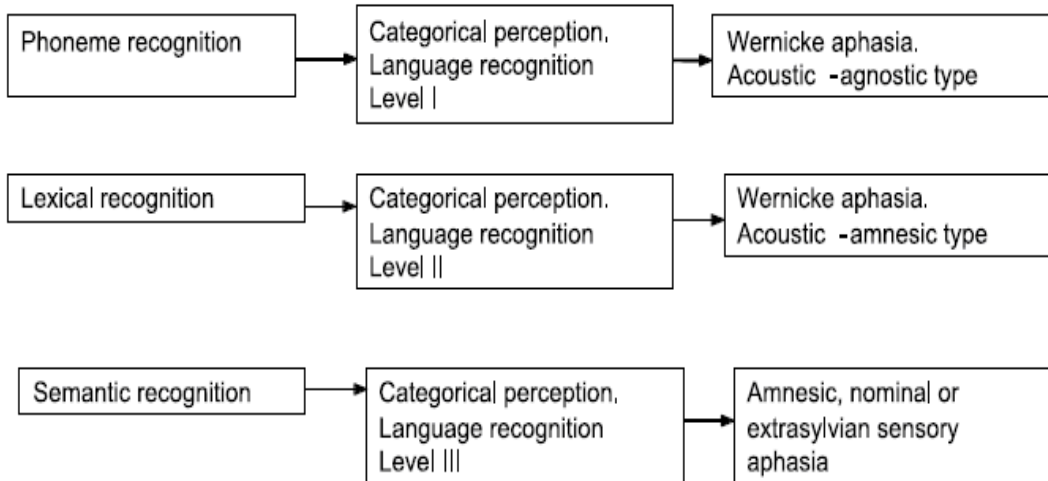 Phoneme recognition
Categorical perception.
Language recognition
Level I
Wernicke aphasia.
Acoustic -agnostic type
Lexical recognition
Categorical perception.
Language recognition
Level II
Wernicke aphasia.
Acoustic -amnesic type
Semantic recognition
Categorical perception.
Language recognition
Level III
Amnesic, nominal or
extrasylvian sensory
aphasia